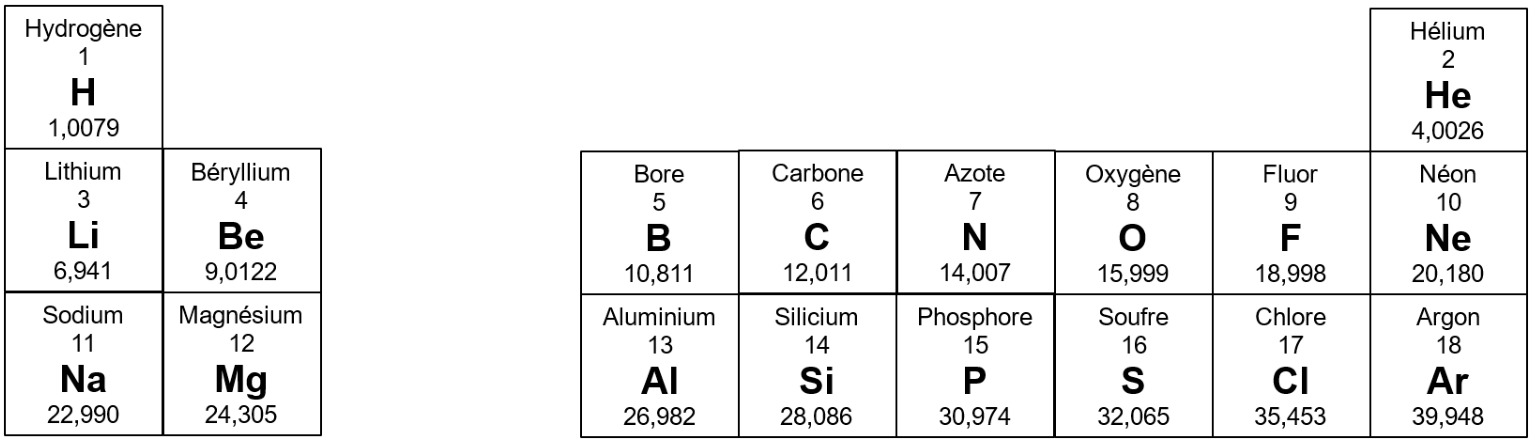 Hydrogène
1
H
1,0079
Hélium
2
He
4,0026
Lithium
3
Li
6,941
Béryllium
4
Be
9,0122
Bore
5
B
10,811
Carbone
6
C
12,011
Azote
7
N
14,007
Oxygène
8
O
15,999
Fluor
9
F
18,998
Néon
10
Ne
20,180
Sodium
11
Na
22,990
Magnésium
12
Mg
24,305
Aluminium
13
Al
26,982
Silicium
14
Si
28,086
Phosphore
15
P
30,974
Soufre
16
S
32,065
Chlore
17
Cl
35,453
Argon
18
Ar
39,948